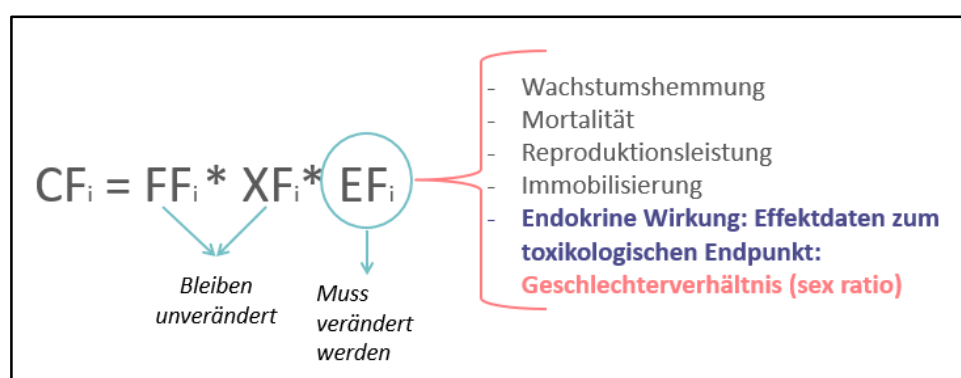 - Wachstumshemmung
- Mortalität
- Reproduktionsleistung
- Immobilisierung
- Endokrine Wirkung: Effektdaten zum
toxikologischen Endpunkt:
Geschlechterverhältnis (sex ratio)
CFi = FFi* XFi* EFi
Bleiben
unverändert
Muss
verändert
werden